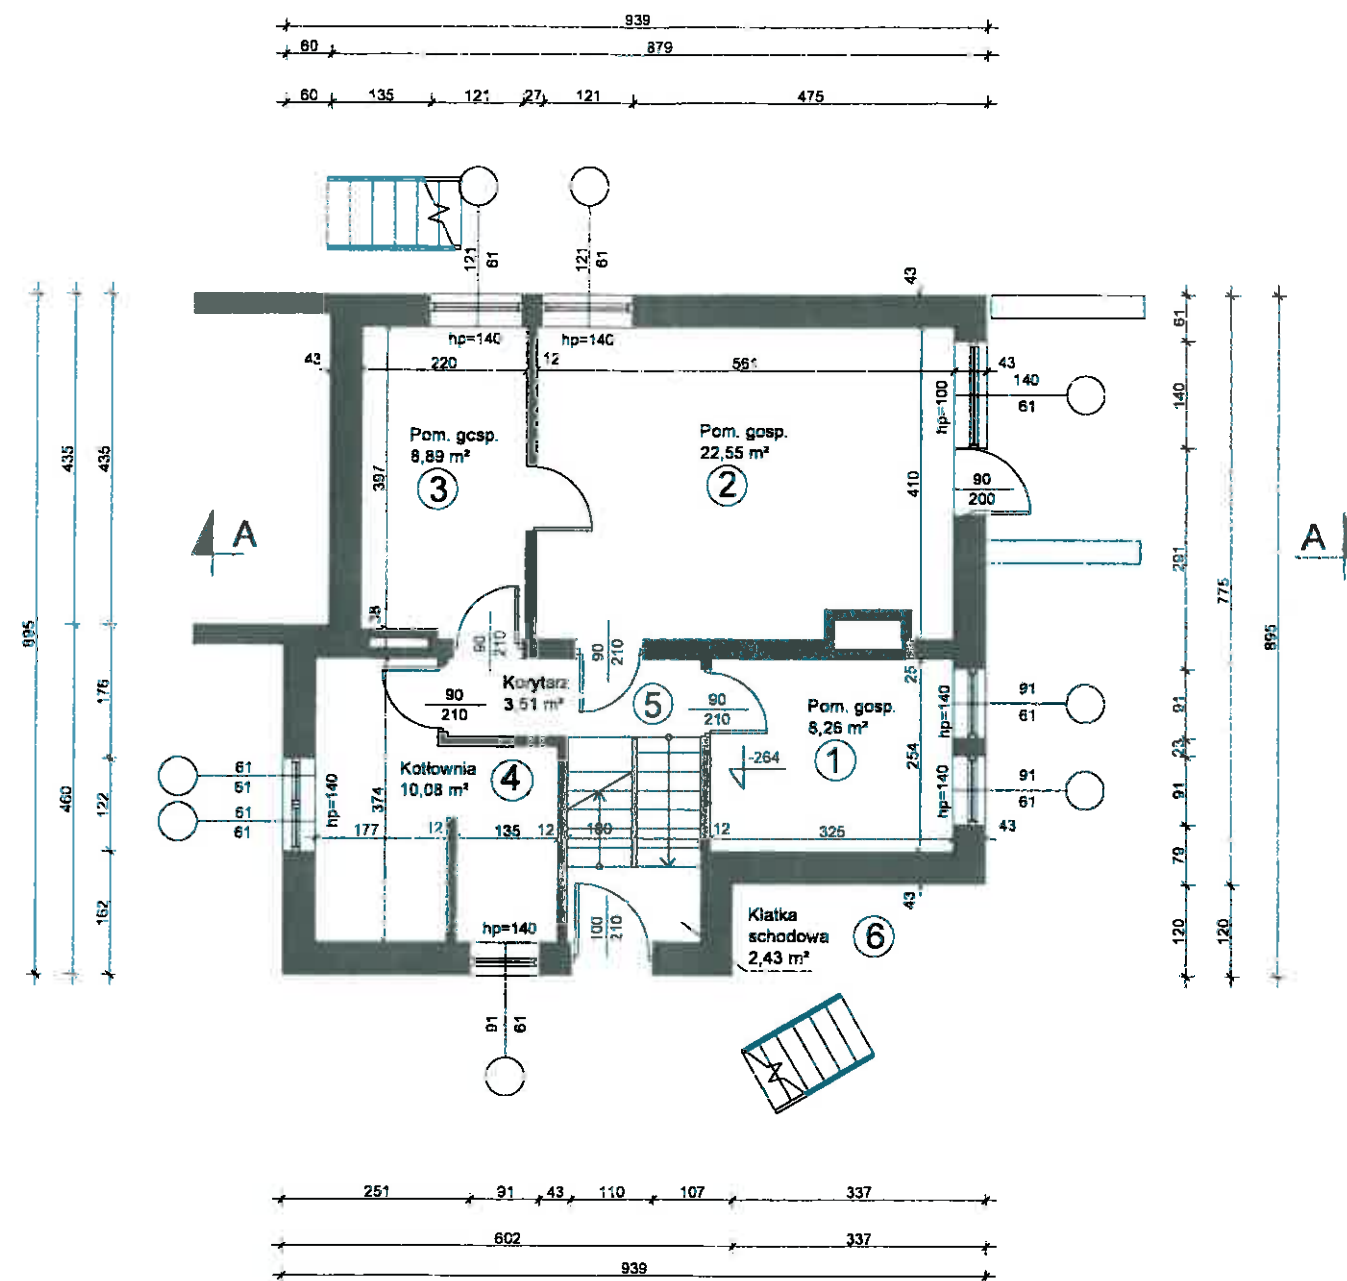 939
60 879
60 135 121 27 121 475
121 61
121 61
43
hp=140 hp=140
43 220 12 561 43
hp=100
140
61
Pom. gosp.
8,89 m²
3
Pom. gosp.
22,55 m²
2
397
410
90
200
A
A
38
90
210
90
210
Korytarz
3,51 m²
5
90
210
90
210
25
Pom. gosp.
8,26 m²
1
-264
254
hp=140
91
61
hp=140
91
61
43
Kotłownia
10,08 m²
4
374
hp=140
61
61
61
61
177 12 135 12 180 12 325
hp=140
100
210
43
Klatka
schodowa
2,43 m²
6
91
61
895
435
460
435
176
122
162
61
140
291
91
23
91
79
120
775
120
895
251 91 43 110 107 337
602 337
939